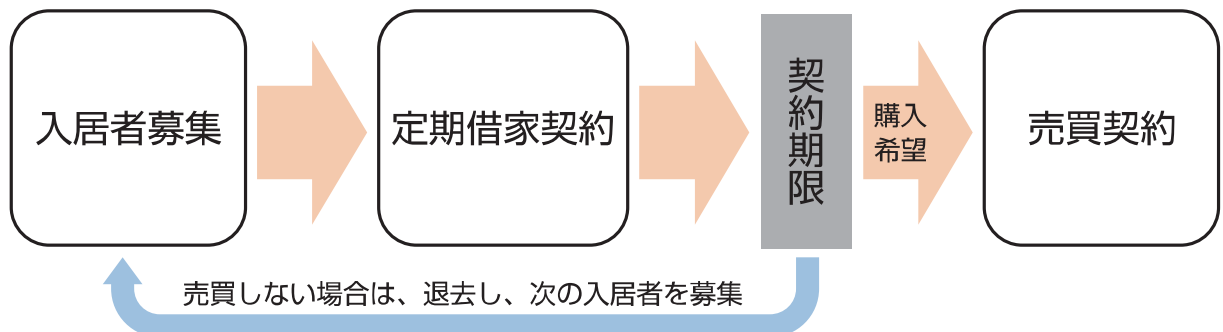 入居者募集
定期借家契約
契約期限
購入
希望
売買契約
売買しない場合は、退去し、次の入居者を募集